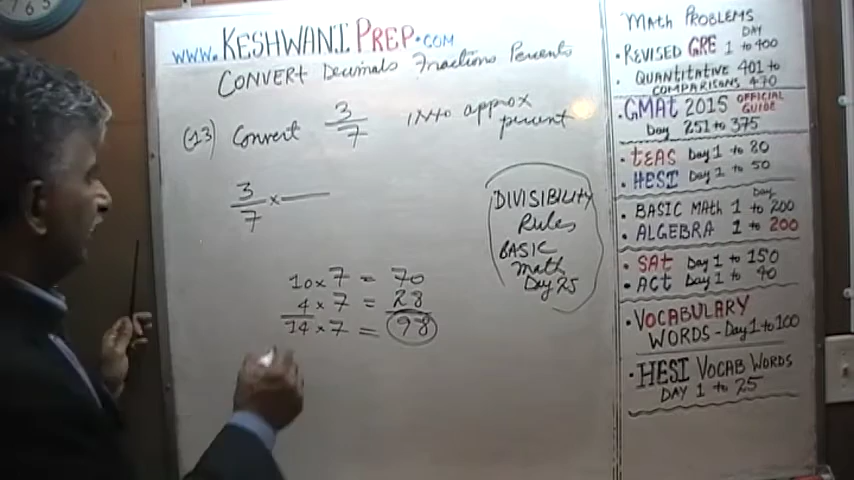 www.KESHWANIPREP.COM
CONVERT Decimals Fractions Percents
(13) Convert 3/7 into approx
percent
3/7 ×
10 × 7 = 70
4 × 7 = 28
14 × 7 = 98
DIVISIBILITY
Rules
BASIC
Math
Day 25
MATH PROBLEMS
DAY
• REVISED GRE 1 to 400
• QUANTITATIVE 401 to
COMPARISONS 470
GMAT 2015 OFFICIAL
GUIDE
Day 251 to 375
• TEAS Day 1 to 80
• HESI Day 1 to 50
Day
• BASIC MATH 1 to 200
• ALGEBRA 1 to 200
• SAT Day 1 to 150
• ACT Day 1 to 40
• VOCABULARY
WORDS - Day 1 to 100
• HESI VOCAB WORDS
DAY 1 to 25